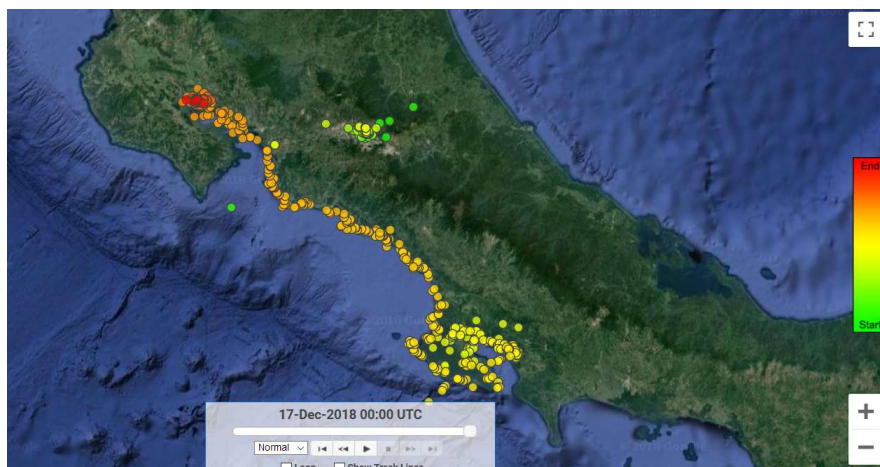 End
Start
17-Dec-2018 00:00 UTC
Normal
Loop
Show Track Lines